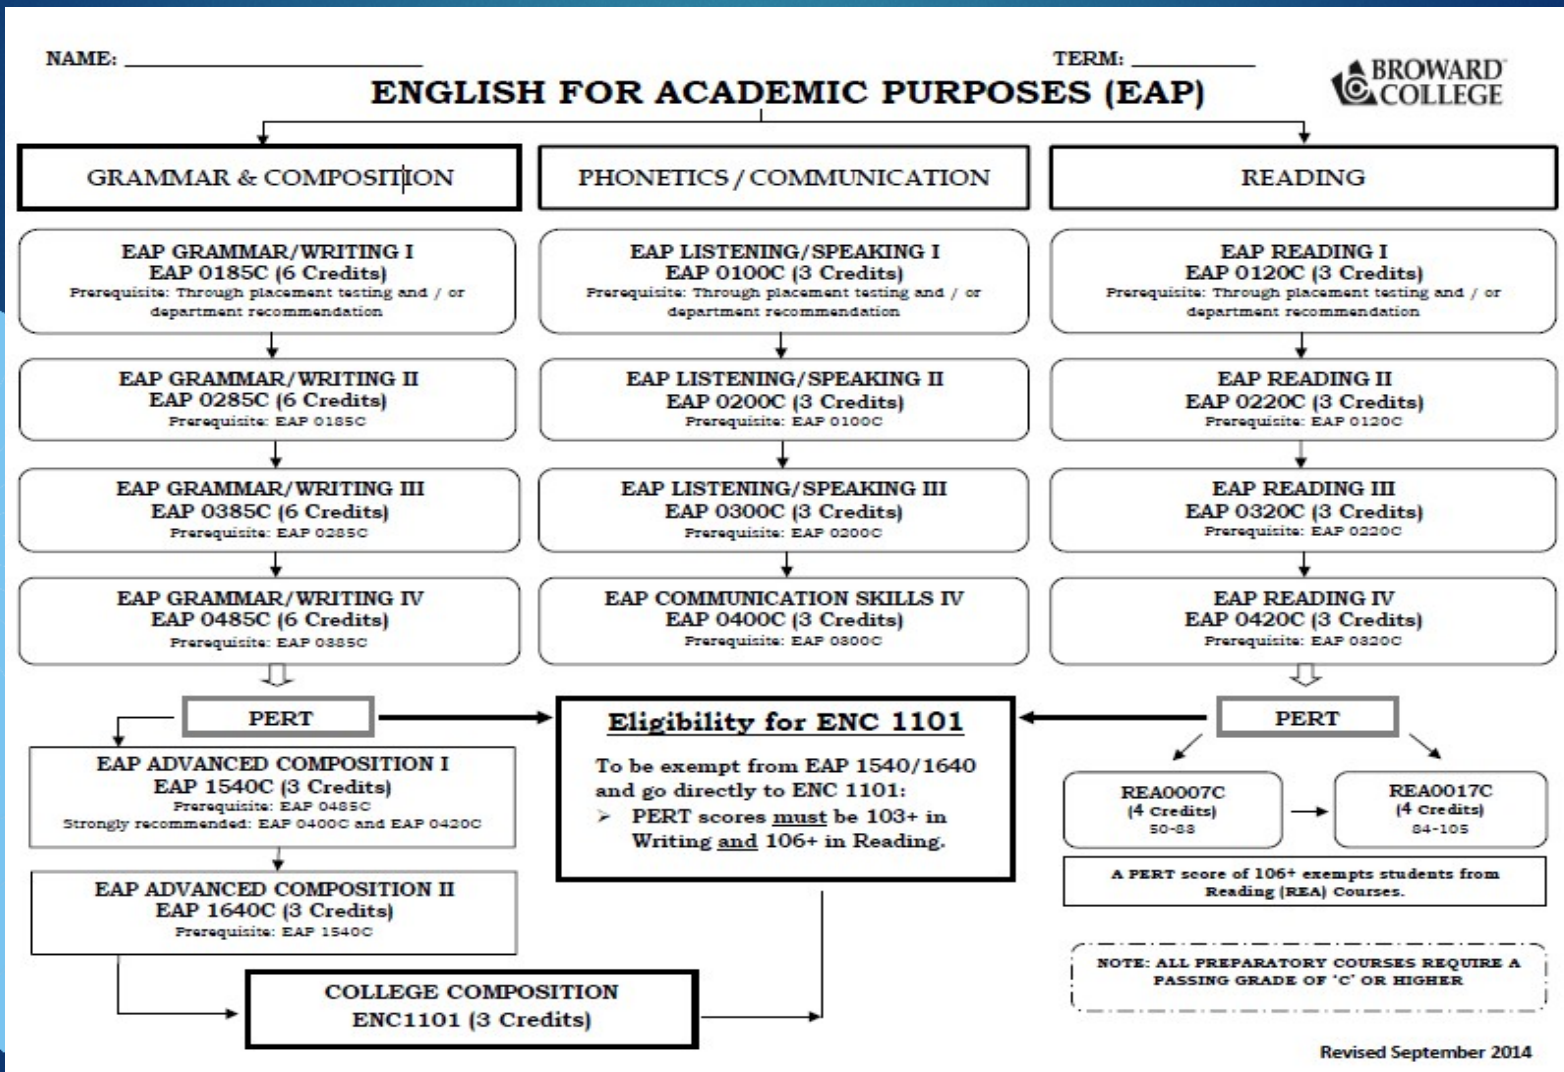 NAME: ____________________
TERM: __________
BROWARD
COLLEGE
ENGLISH FOR ACADEMIC PURPOSES (EAP)
GRAMMAR & COMPOSITION
EAP GRAMMAR/WRITING I
EAP 0185C (6 Credits)
Prerequisite: Through placement testing and / or
department recommendation
EAP GRAMMAR/WRITING II
EAP 0285C (6 Credits)
Prerequisite: EAP 0185C
EAP GRAMMAR/WRITING III
EAP 0385C (6 Credits)
Prerequisite: EAP 0285C
EAP GRAMMAR/WRITING IV
EAP 0485C (6 Credits)
Prerequisite: EAP 0385C
PERT
EAP ADVANCED COMPOSITION I
EAP 1540C (3 Credits)
Prerequisite: EAP 0485C
Strongly recommended: EAP 0400C and EAP 0420C
EAP ADVANCED COMPOSITION II
EAP 1640C (3 Credits)
Prerequisite: EAP 1540C
COLLEGE COMPOSITION
ENC1101 (3 Credits)
PHONETICS / COMMUNICATION
EAP LISTENING/SPEAKING I
EAP 0100C (3 Credits)
Prerequisite: Through placement testing and / or
department recommendation
EAP LISTENING/SPEAKING II
EAP 0200C (3 Credits)
Prerequisite: EAP 0100C
EAP LISTENING/SPEAKING III
EAP 0300C (3 Credits)
Prerequisite: EAP 0200C
EAP COMMUNICATION SKILLS IV
EAP 0400C (3 Credits)
Prerequisite: EAP 0300C
Eligibility for ENC 1101
To be exempt from EAP 1540/1640
and go directly to ENC 1101:
➢ PERT scores must be 103+ in
Writing and 106+ in Reading.
READING
EAP READING I
EAP 0120C (3 Credits)
Prerequisite: Through placement testing and / or
department recommendation
EAP READING II
EAP 0220C (3 Credits)
Prerequisite: EAP 0120C
EAP READING III
EAP 0320C (3 Credits)
Prerequisite: EAP 0220C
EAP READING IV
EAP 0420C (3 Credits)
Prerequisite: EAP 0320C
PERT
REA0007C
(4 Credits)
50-83
REA0017C
(4 Credits)
84-105
A PERT score of 106+ exempts students from
Reading (REA) Courses.
NOTE: ALL PREPARATORY COURSES REQUIRE A
PASSING GRADE OF 'C' OR HIGHER
Revised September 2014